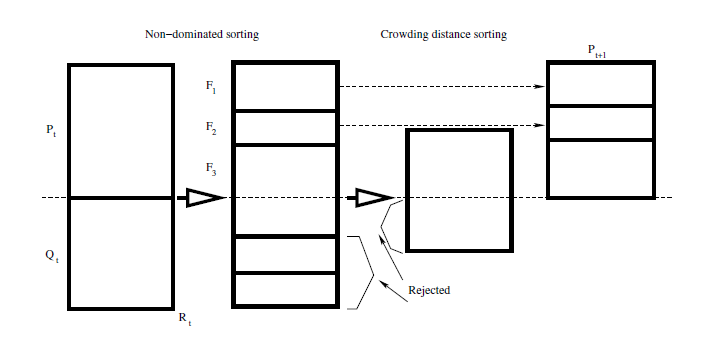 Non-dominated sorting
Crowding distance sorting
P t+1
F 1
P t
F 2
F 3
Q t
Rejected
R t